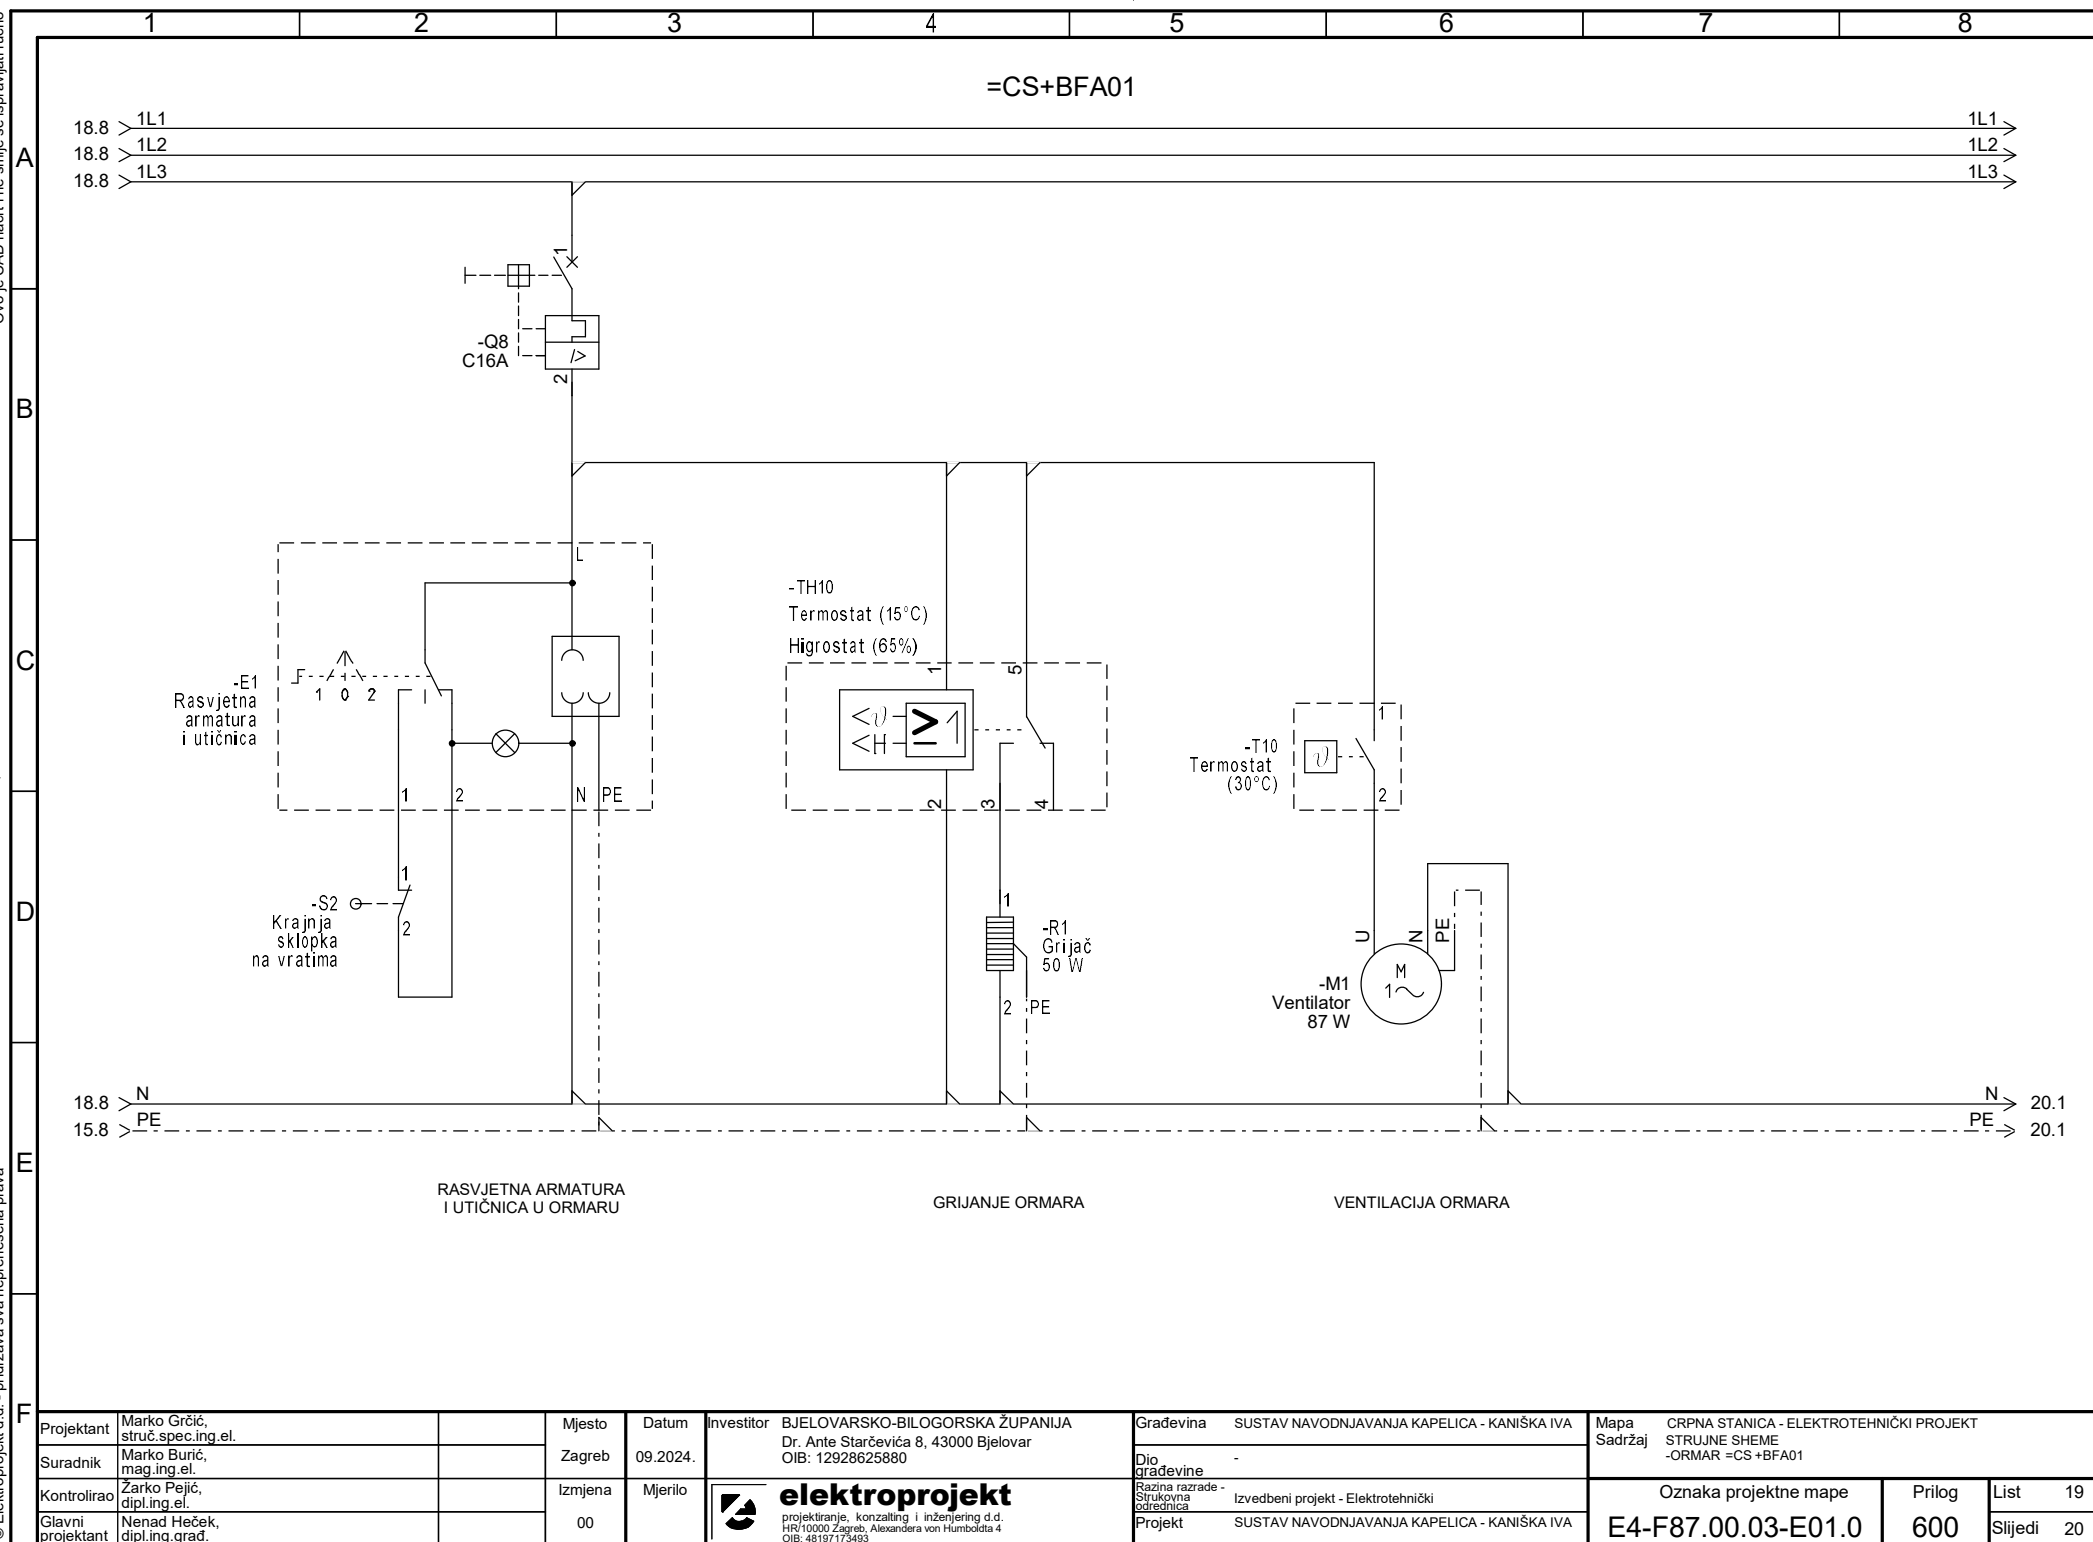 1 2 3 4 5 6 7 8
=CS+BFA01
18.8 1L1 1L1
18.8 1L2 1L2
18.8 1L3 1L3
A
B
C
D
E
F
1
-Q8
C16A
I>
2
L
-E1
Rasvjetna
armatura
i utičnica
1 0 2
1 2 N PE
-S2
Krajnja
sklopka
na vratima
1
2
-TH10
Termostat (15°C)
Higrostat (65%)
1 5
<ϑ
<H
≥1
2 3 4
1
-R1
Grijač
50 W
2 PE
-T10
Termostat
(30°C)
ϑ
1
2
U N PE
M
1~
-M1
Ventilator
87 W
18.8 N N 20.1
15.8 PE PE 20.1
RASVJETNA ARMATURA
I UTIČNICA U ORMARU
GRIJANJE ORMARA
VENTILACIJA ORMARA
Projektant Marko Grčić,
struč.spec.ing.el.
Suradnik Marko Burić,
mag.ing.el.
Kontrolirao Žarko Pejić,
dipl.ing.el.
Glavni
projektant
Nenad Heček,
dipl.ing.građ.
Mjesto
Zagreb
Izmjena
00
Datum
09.2024.
Mjerilo
Investitor BJELOVARSKO-BILOGORSKA ŽUPANIJA
Dr. Ante Starčevića 8, 43000 Bjelovar
OIB: 12928625880
elektroprojekt
projektiranje, konzalting i inženjering d.d.
HR/10000 Zagreb, Alexandera von Humboldta 4
OIB: 48197173493
Građevina SUSTAV NAVODNJAVANJA KAPELICA - KANIŠKA IVA
Dio
građevine
-
Razina razrade -
Strukovna
odrednica
Izvedbeni projekt - Elektrotehnički
Projekt SUSTAV NAVODNJAVANJA KAPELICA - KANIŠKA IVA
Mapa CRPNA STANICA - ELEKTROTEHNIČKI PROJEKT
Sadržaj STRUJNE SHEME
-ORMAR =CS +BFA01
Oznaka projektne mape
E4-F87.00.03-E01.0
Prilog
600
List 19
Slijedi 20